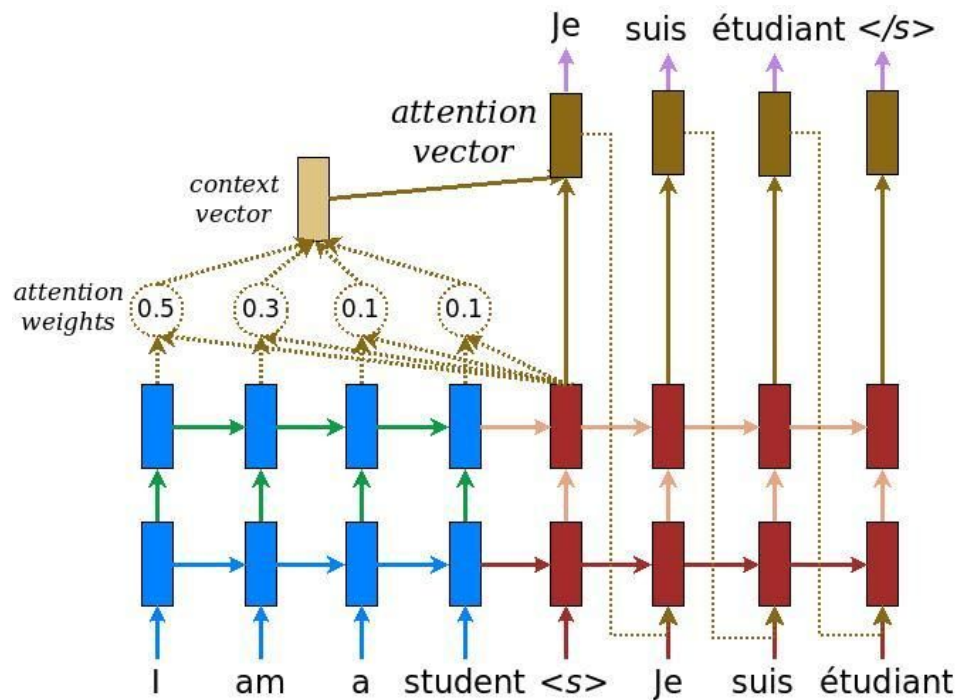 Je suis étudiant </s>
attention
vector
context
vector
attention
weights
0.5 0.3 0.1 0.1
I am a student <s> Je suis étudiant